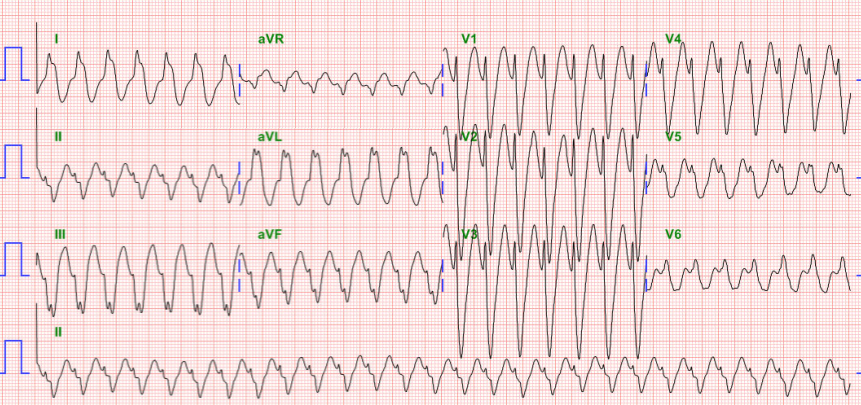 I aVR V1 V4
II aVL V2 V5
III aVF V3 V6
II